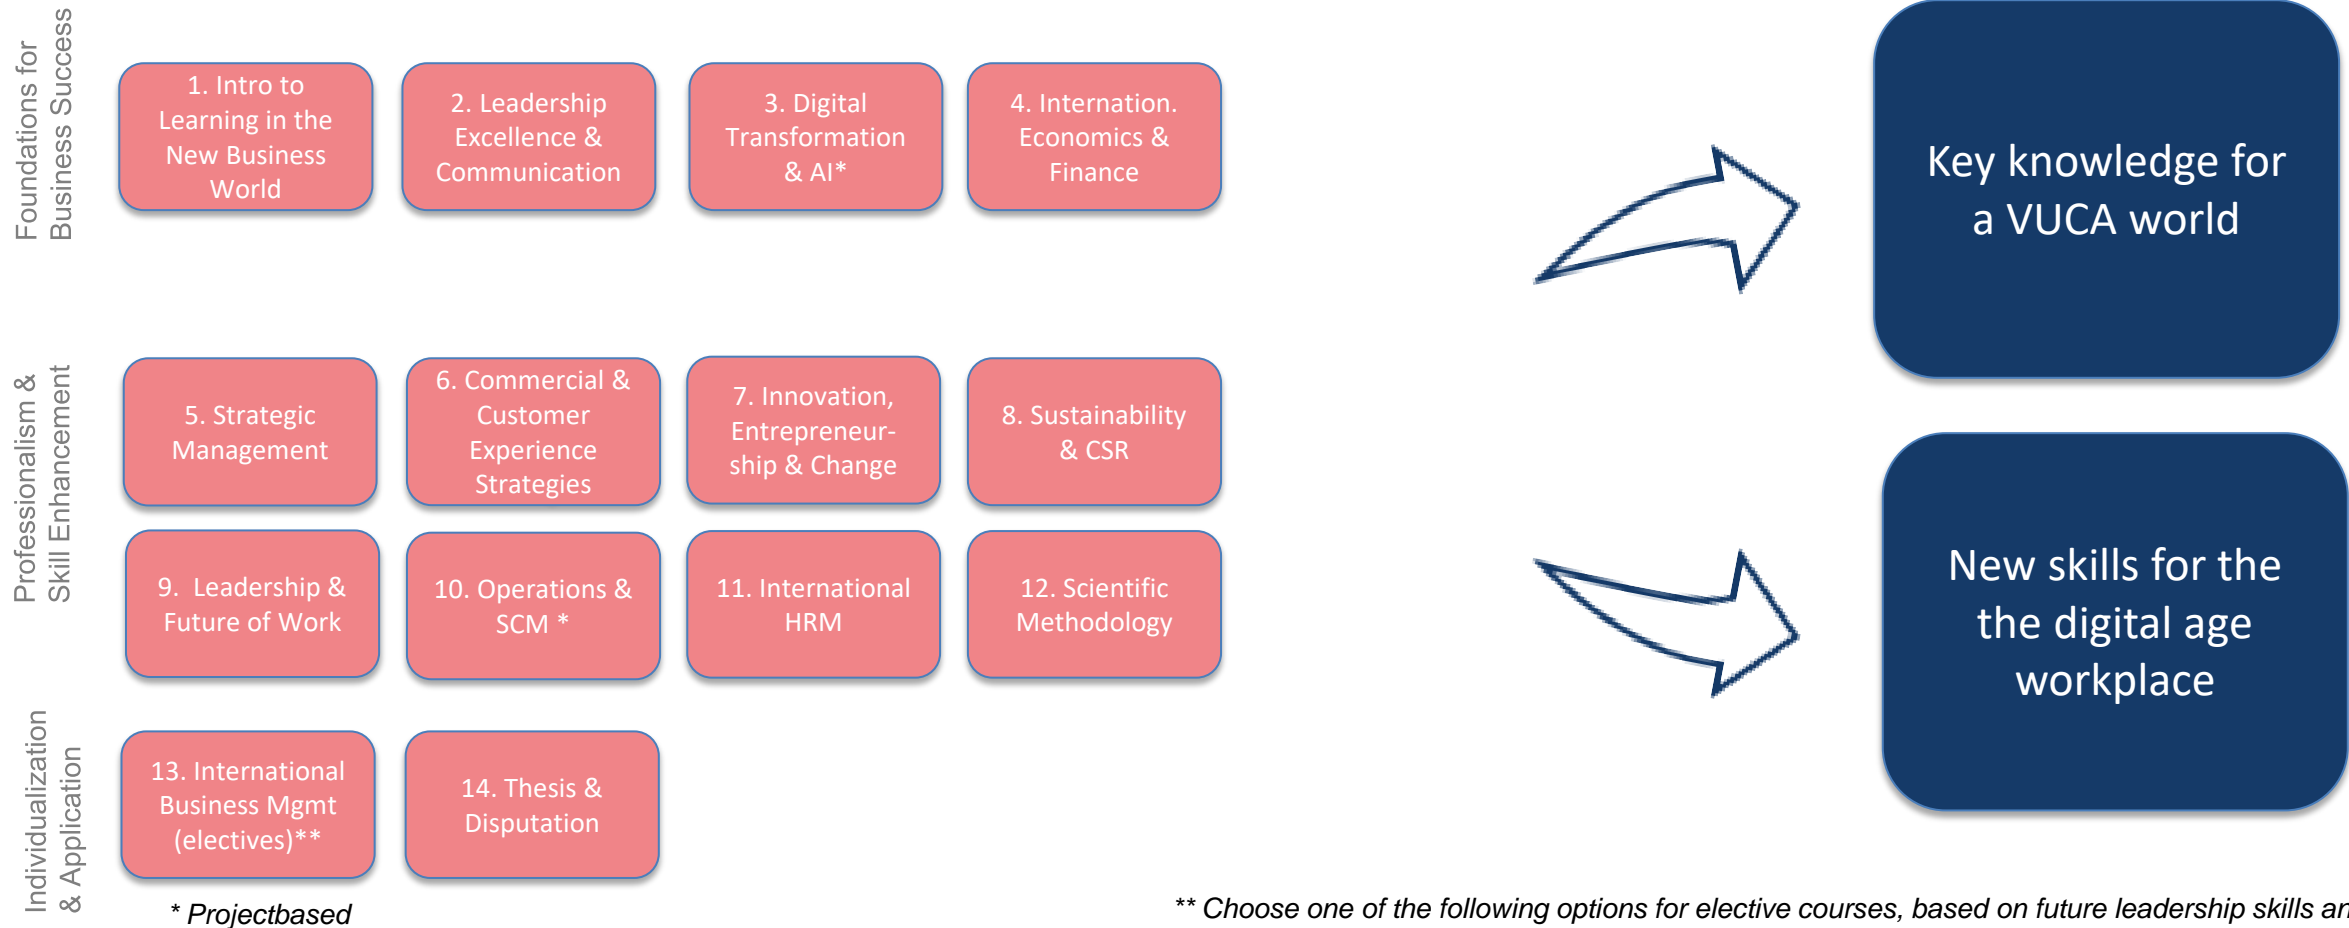 Foundations for
Business Success
1. Intro to
Learning in the
New Business
World
2. Leadership
Excellence &
Communication
3. Digital
Transformation
& AI*
4. Internation.
Economics &
Finance
Key knowledge for
a VUCA world
Professionalism &
Skill Enhancement
5. Strategic
Management
6. Commercial &
Customer
Experience
Strategies
7. Innovation,
Entrepreneur-
ship & Change
8. Sustainability
& CSR
9. Leadership &
Future of Work
10. Operations &
SCM *
11. International
HRM
12. Scientific
Methodology
New skills for the
the digital age
workplace
Individualization
& Application
13. International
Business Mgmt
(electives)**
14. Thesis &
Disputation
* Projectbased
** Choose one of the following options for elective courses, based on future leadership skills an